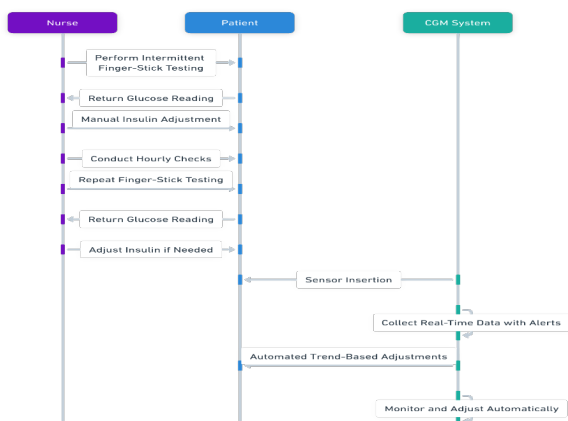 Nurse
Patient
CGM System
Perform Intermittent
Finger-Stick Testing
Return Glucose Reading
Manual Insulin Adjustment
Conduct Hourly Checks
Repeat Finger-Stick Testing
Return Glucose Reading
Adjust Insulin if Needed
Sensor Insertion
Collect Real-Time Data with Alerts
Automated Trend-Based Adjustments
Monitor and Adjust Automatically